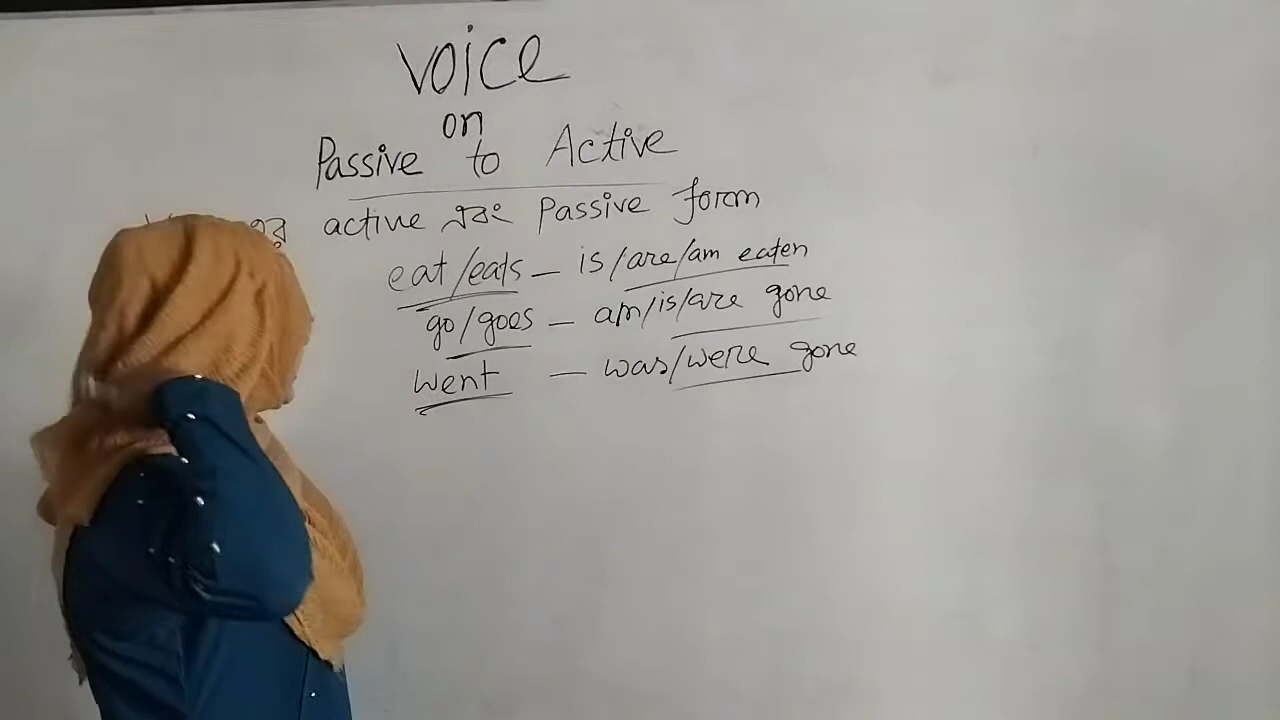 VOICE
on
Passive to Active
এর active এবং Passive form
eat/eats – is/are/am eaten
go/goes – am/is/are gone
went – was/were gone